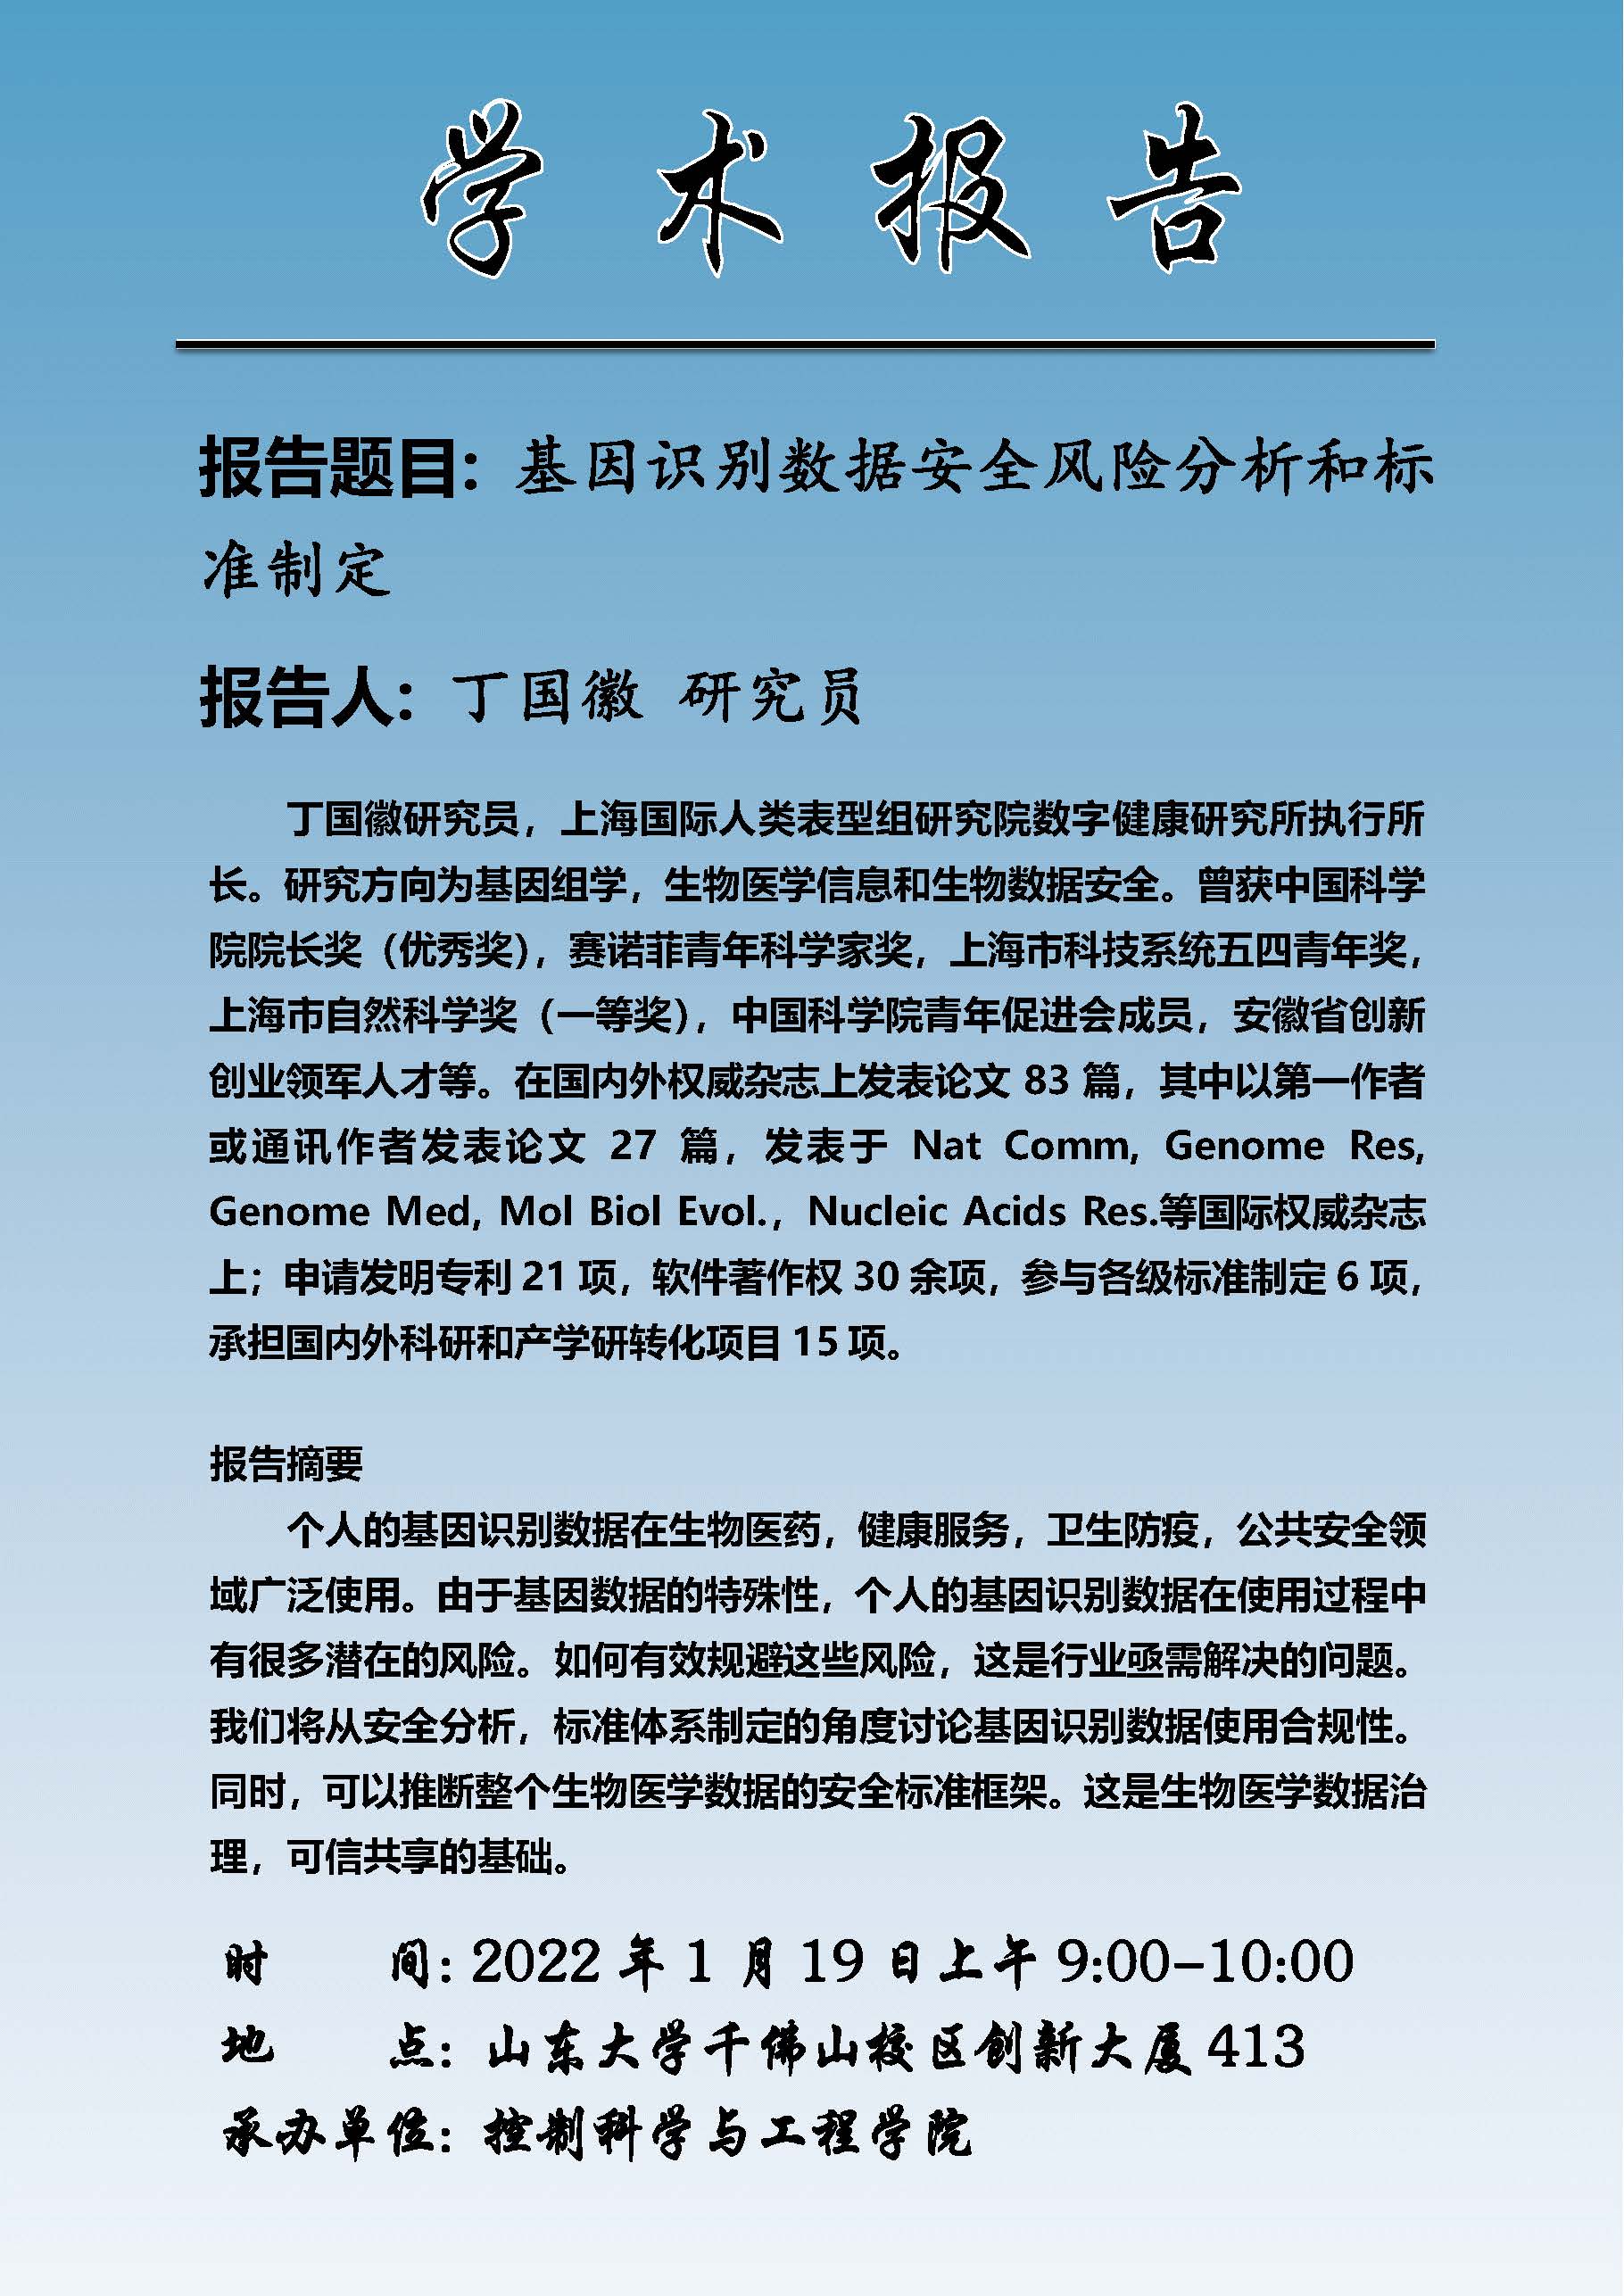 学术报告
报告题目：基因识别数据安全风险分析和标
准制定
报告人：丁国徽 研究员
丁国徽研究员，上海国际人类表型组研究院数字健康研究所执行所
长。研究方向为基因组学，生物医学信息和生物数据安全。曾获中国科学
院院长奖（优秀奖），赛诺菲青年科学家奖，上海市科技系统五四青年奖，
上海市自然科学奖（一等奖），中国科学院青年促进会成员，安徽省创新
创业领军人才等。在国内外权威杂志上发表论文 83 篇，其中以第一作者
或通讯作者发表论文 27 篇，发表于 Nat Comm, Genome Res,
Genome Med, Mol Biol Evol.，Nucleic Acids Res.等国际权威杂志
上；申请发明专利 21 项，软件著作权 30 余项，参与各级标准制定 6 项，
承担国内外科研和产学研转化项目 15 项。
报告摘要
个人的基因识别数据在生物医药，健康服务，卫生防疫，公共安全领
域广泛使用。由于基因数据的特殊性，个人的基因识别数据在使用过程中
有很多潜在的风险。如何有效规避这些风险，这是行业亟需解决的问题。
我们将从安全分析，标准体系制定的角度讨论基因识别数据使用合规性。
同时，可以推断整个生物医学数据的安全标准框架。这是生物医学数据治
理，可信共享的基础。
时 间：2022 年 1 月 19 日上午 9:00-10:00
地 点：山东大学千佛山校区创新大厦 413
承办单位：控制科学与工程学院